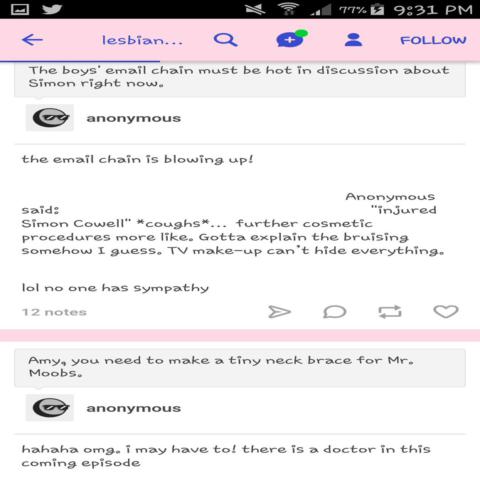 77% 9:31 PM
lesbian... FOLLOW
The boys' email chain must be hot in discussion about
Simon right now.
anonymous
the email chain is blowing up!
Anonymous
said: "injured
Simon Cowell" *coughs*... further cosmetic
procedures more like. Gotta explain the bruising
somehow I guess. TV make-up can't hide everything.
lol no one has sympathy
12 notes
Amy, you need to make a tiny neck brace for Mr.
Moobs.
anonymous
hahaha omg. i may have to! there is a doctor in this
coming episode